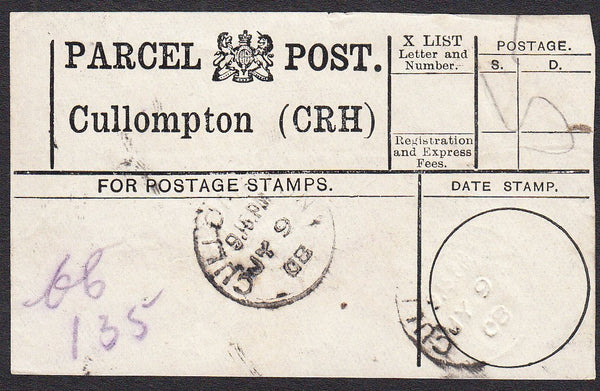 PARCEL POST.
Cullompton (CRH)
X LIST
Letter and
Number.
Registration
and Express
Fees.
POSTAGE.
S. D.
FOR POSTAGE STAMPS.
DATE STAMP.
135